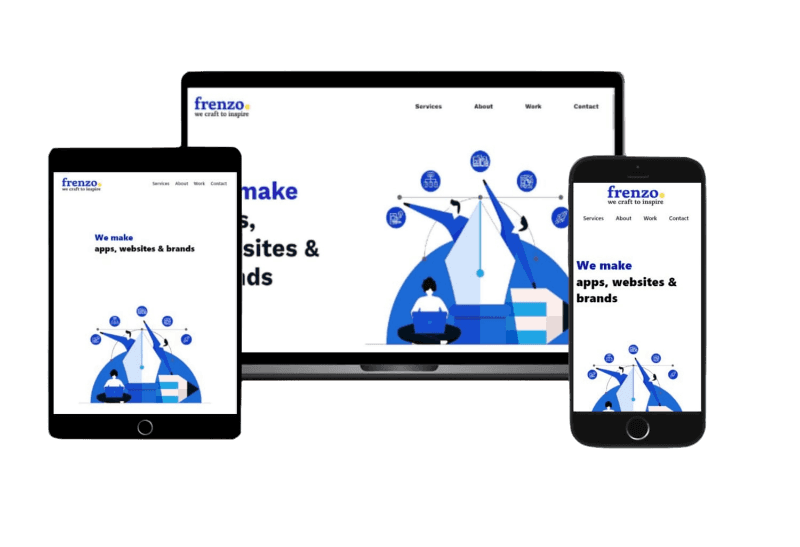 frenzo.
we craft to inspire
Services About Work Contact
make
s,
sites &
nds
frenzo.
we craft to inspire
Services About Work Contact
We make
apps, websites & brands
frenzo.
we craft to inspire
Services About Work Contact
We make
apps, websites &
brands